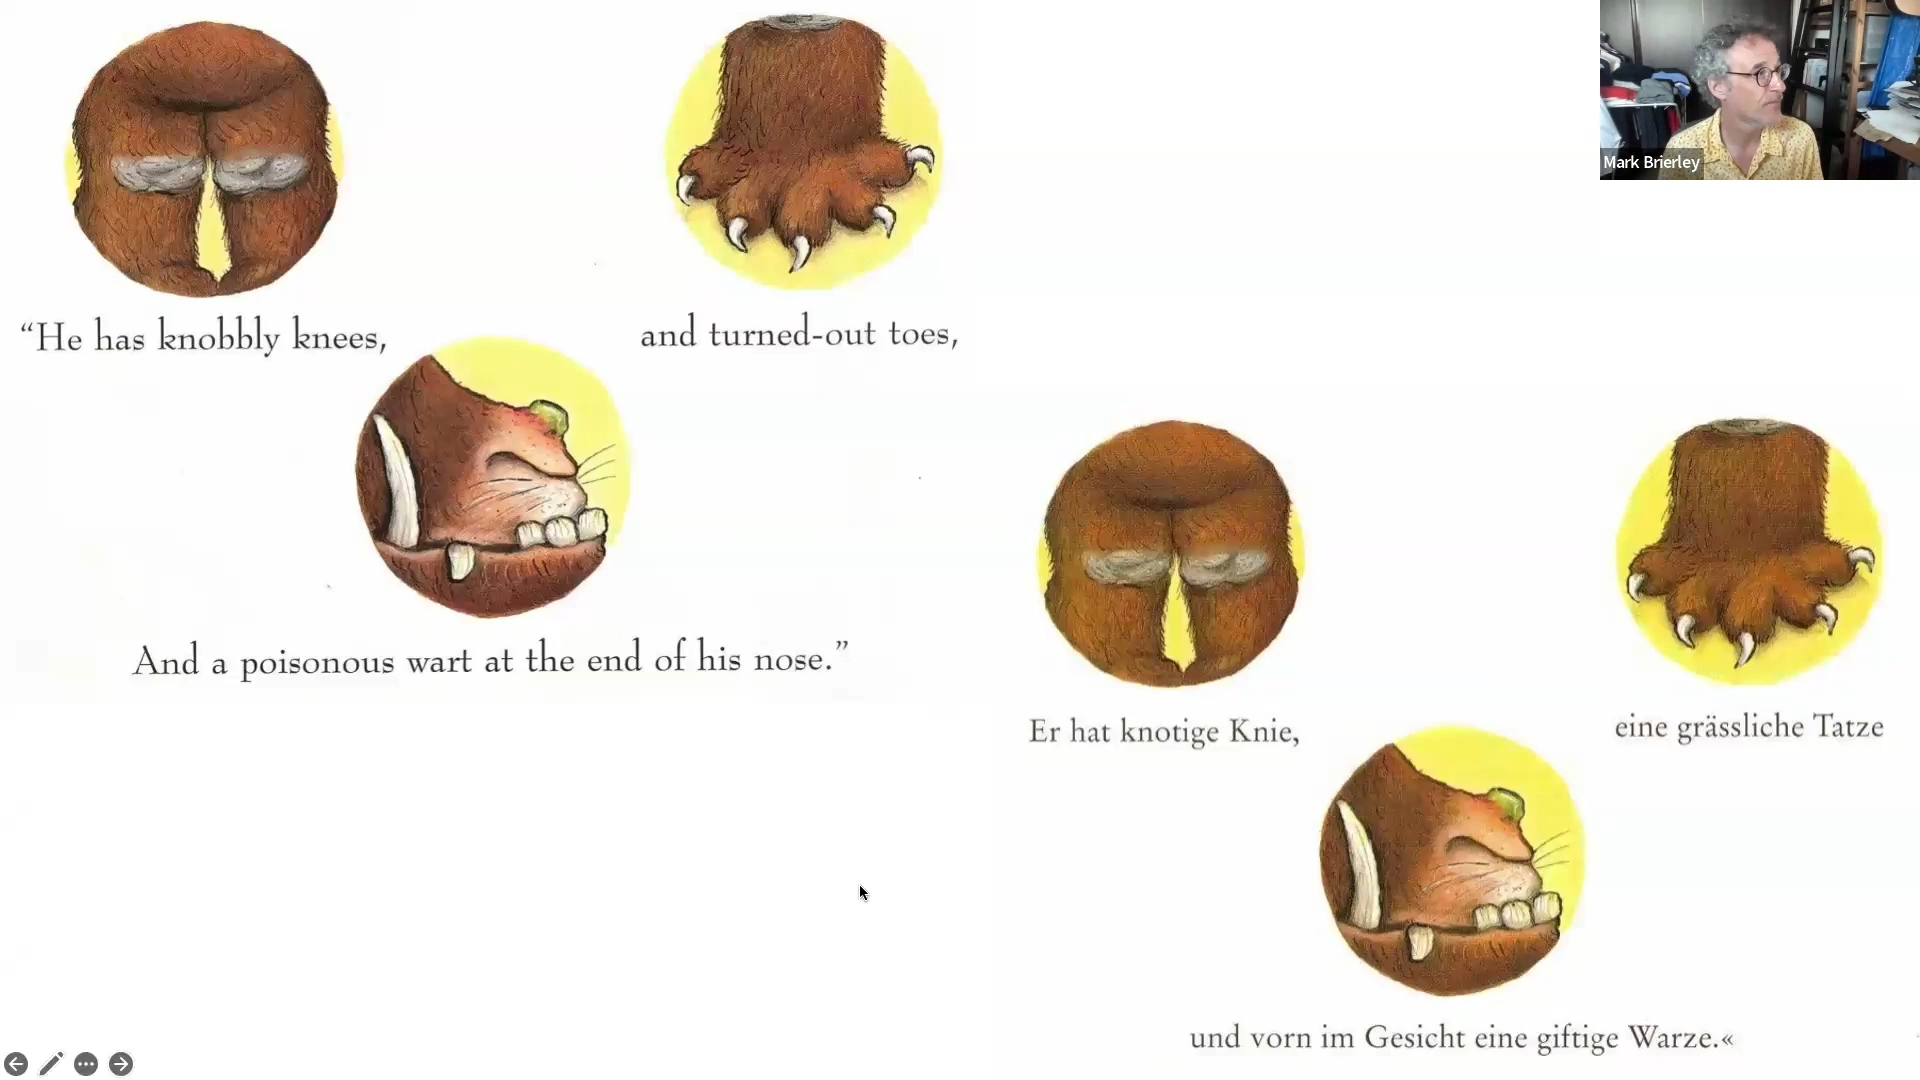 Mark Brierley
“He has knobbly knees,
and turned-out toes,
And a poisonous wart at the end of his nose.”
Er hat knotige Knie,
eine grässliche Tatze
und vorn im Gesicht eine giftige Warze.«